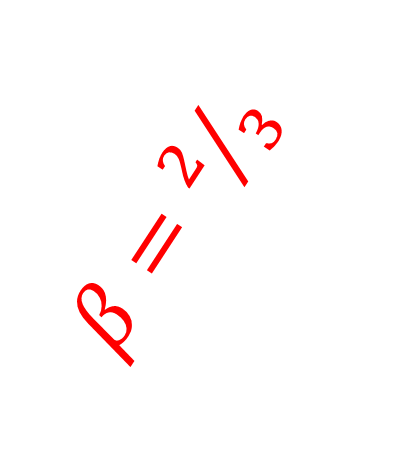 β = 2/3